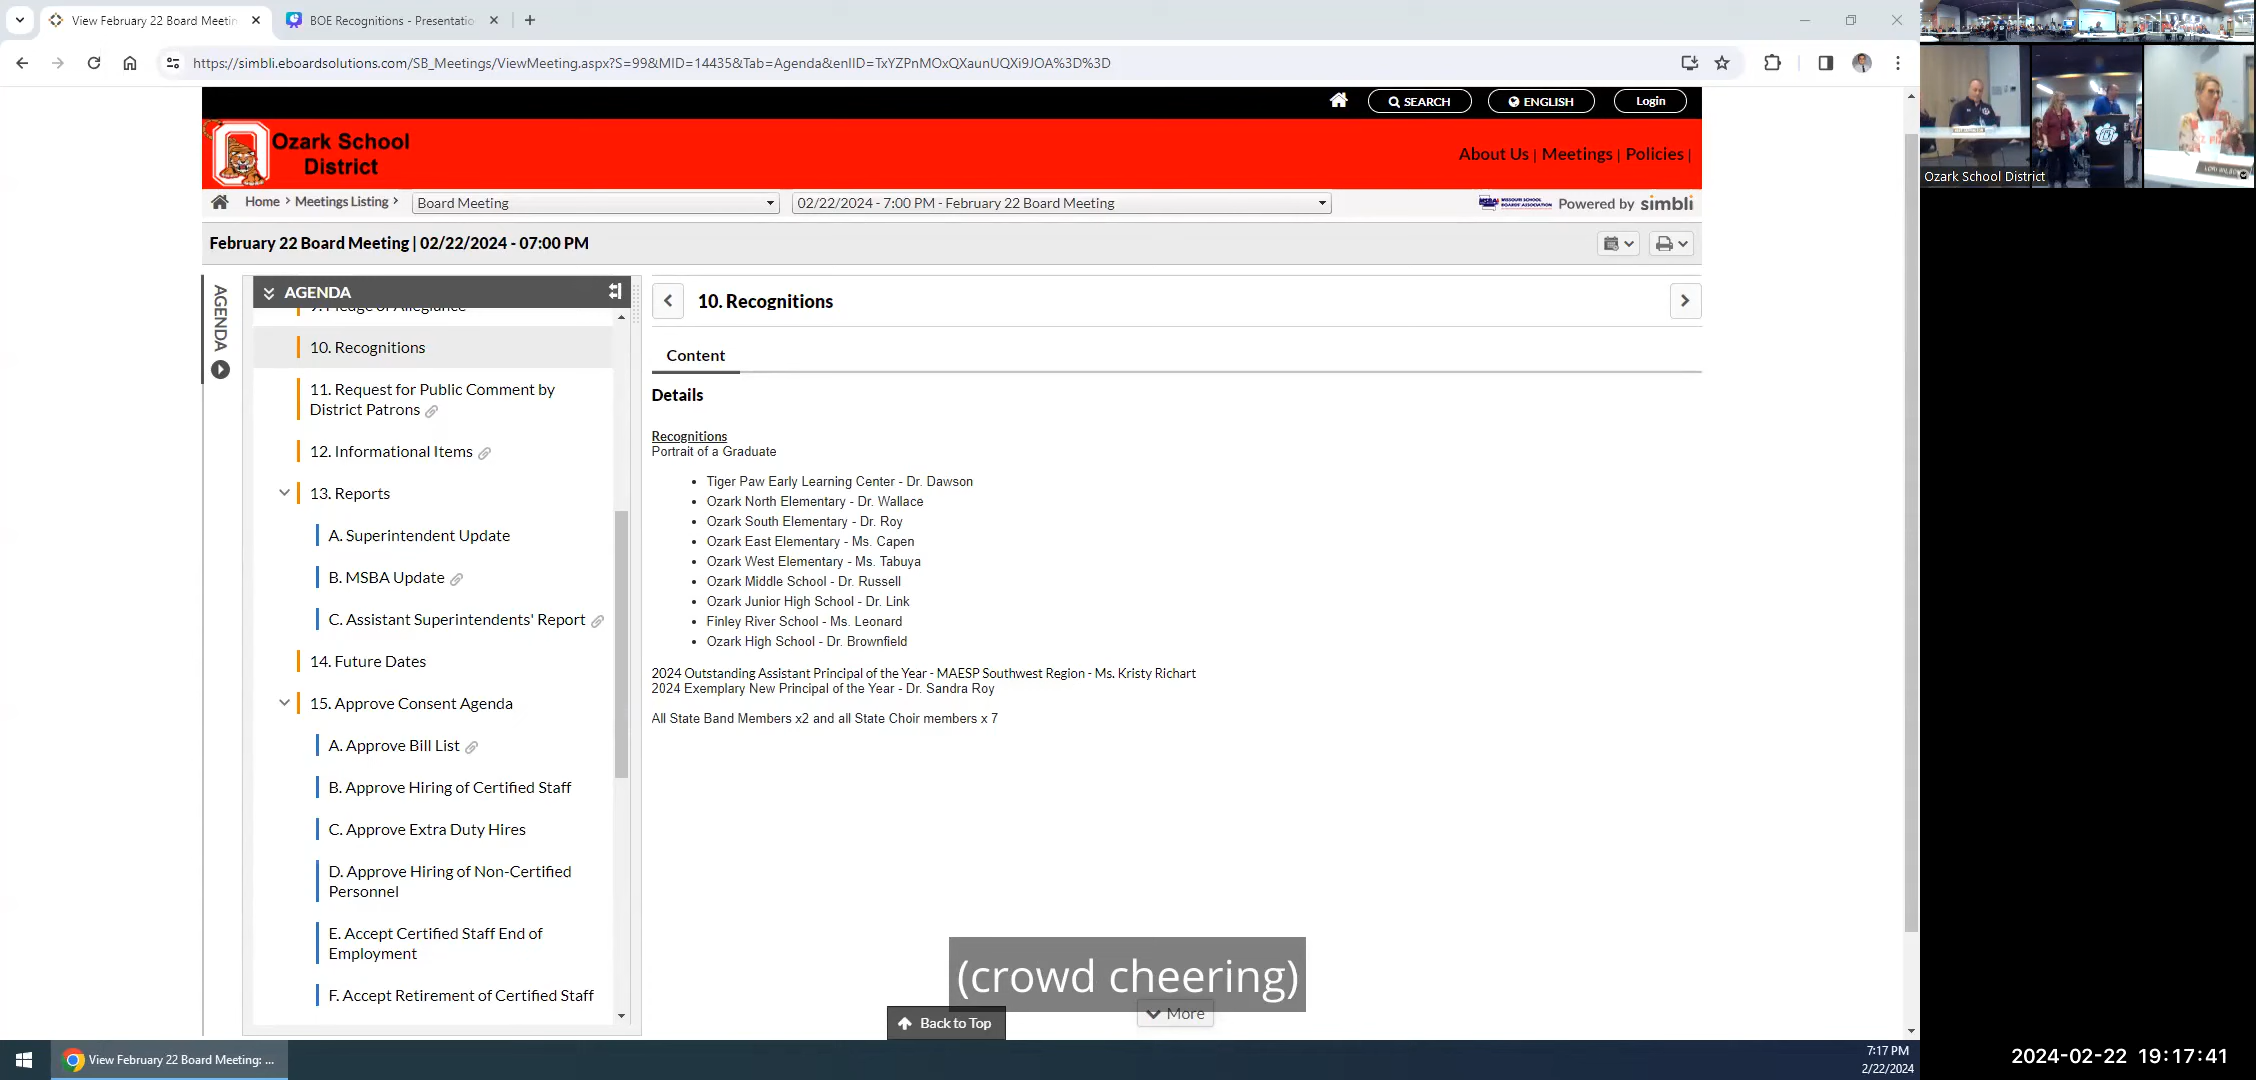 View February 22 Board Meetin
BOE Recognitions - Presentatio
https://simbli.eboardsolutions.com/SB_Meetings/ViewMeeting.aspx?S=99&MID=14435&Tab=Agenda&enIID=TxYZPnMOxQXaunUQXi9JOA%3D%3D
SEARCH
ENGLISH
Login
Ozark School
District
About Us | Meetings | Policies |
Home > Meetings Listing >
Board Meeting
02/22/2024 - 7:00 PM - February 22 Board Meeting
Powered by simbli
February 22 Board Meeting | 02/22/2024 - 07:00 PM
AGENDA
AGENDA
9. Pledge of Allegiance
10. Recognitions
11. Request for Public Comment by
District Patrons
12. Informational Items
13. Reports
A. Superintendent Update
B. MSBA Update
C. Assistant Superintendents' Report
14. Future Dates
15. Approve Consent Agenda
A. Approve Bill List
B. Approve Hiring of Certified Staff
C. Approve Extra Duty Hires
D. Approve Hiring of Non-Certified
Personnel
E. Accept Certified Staff End of
Employment
F. Accept Retirement of Certified Staff
10. Recognitions
Content
Details
Recognitions
Portrait of a Graduate
• Tiger Paw Early Learning Center - Dr. Dawson
• Ozark North Elementary - Dr. Wallace
• Ozark South Elementary - Dr. Roy
• Ozark East Elementary - Ms. Capen
• Ozark West Elementary - Ms. Tabuya
• Ozark Middle School - Dr. Russell
• Ozark Junior High School - Dr. Link
• Finley River School - Ms. Leonard
• Ozark High School - Dr. Brownfield
2024 Outstanding Assistant Principal of the Year - MAESP Southwest Region - Ms. Kristy Richart
2024 Exemplary New Principal of the Year - Dr. Sandra Roy
All State Band Members x2 and all State Choir members x 7
(crowd cheering)
Back to Top
More
View February 22 Board Meeting: ...
7:17 PM
2/22/2024
Ozark School District
2024-02-22 19:17:41